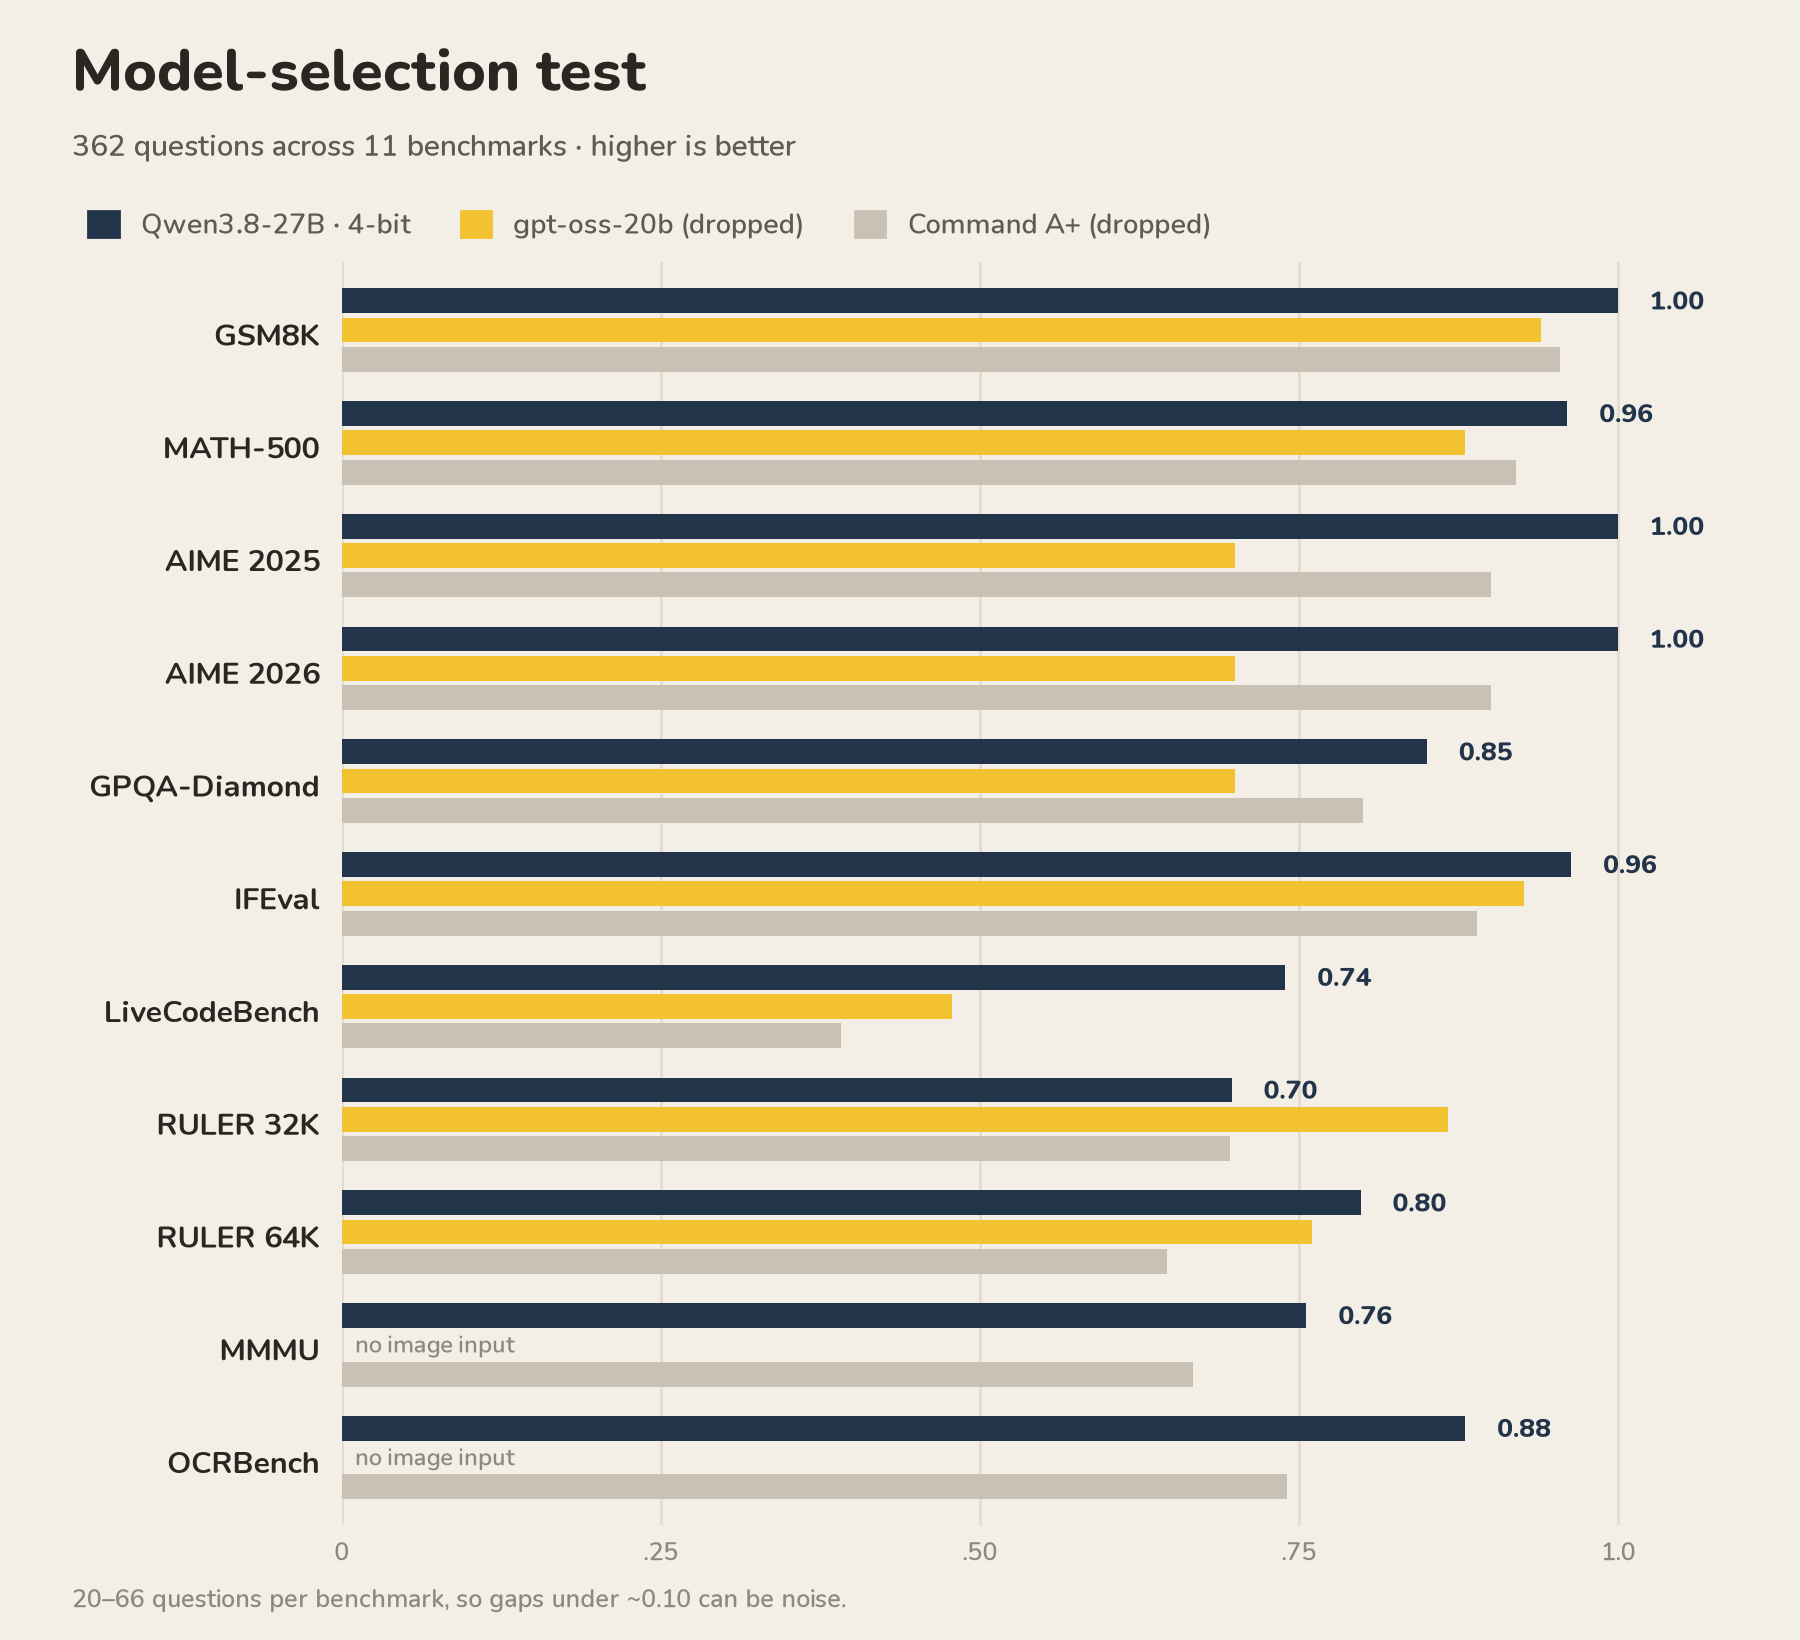 Model-selection test
362 questions across 11 benchmarks · higher is better
Qwen3.8-27B · 4-bit gpt-oss-20b (dropped) Command A+ (dropped)
GSM8K 1.00
MATH-500 0.96
AIME 2025 1.00
AIME 2026 1.00
GPQA-Diamond 0.85
IFEval 0.96
LiveCodeBench 0.74
RULER 32K 0.70
RULER 64K 0.80
MMMU 0.76
no image input
OCRBench 0.88
no image input
0 .25 .50 .75 1.0
20–66 questions per benchmark, so gaps under ~0.10 can be noise.